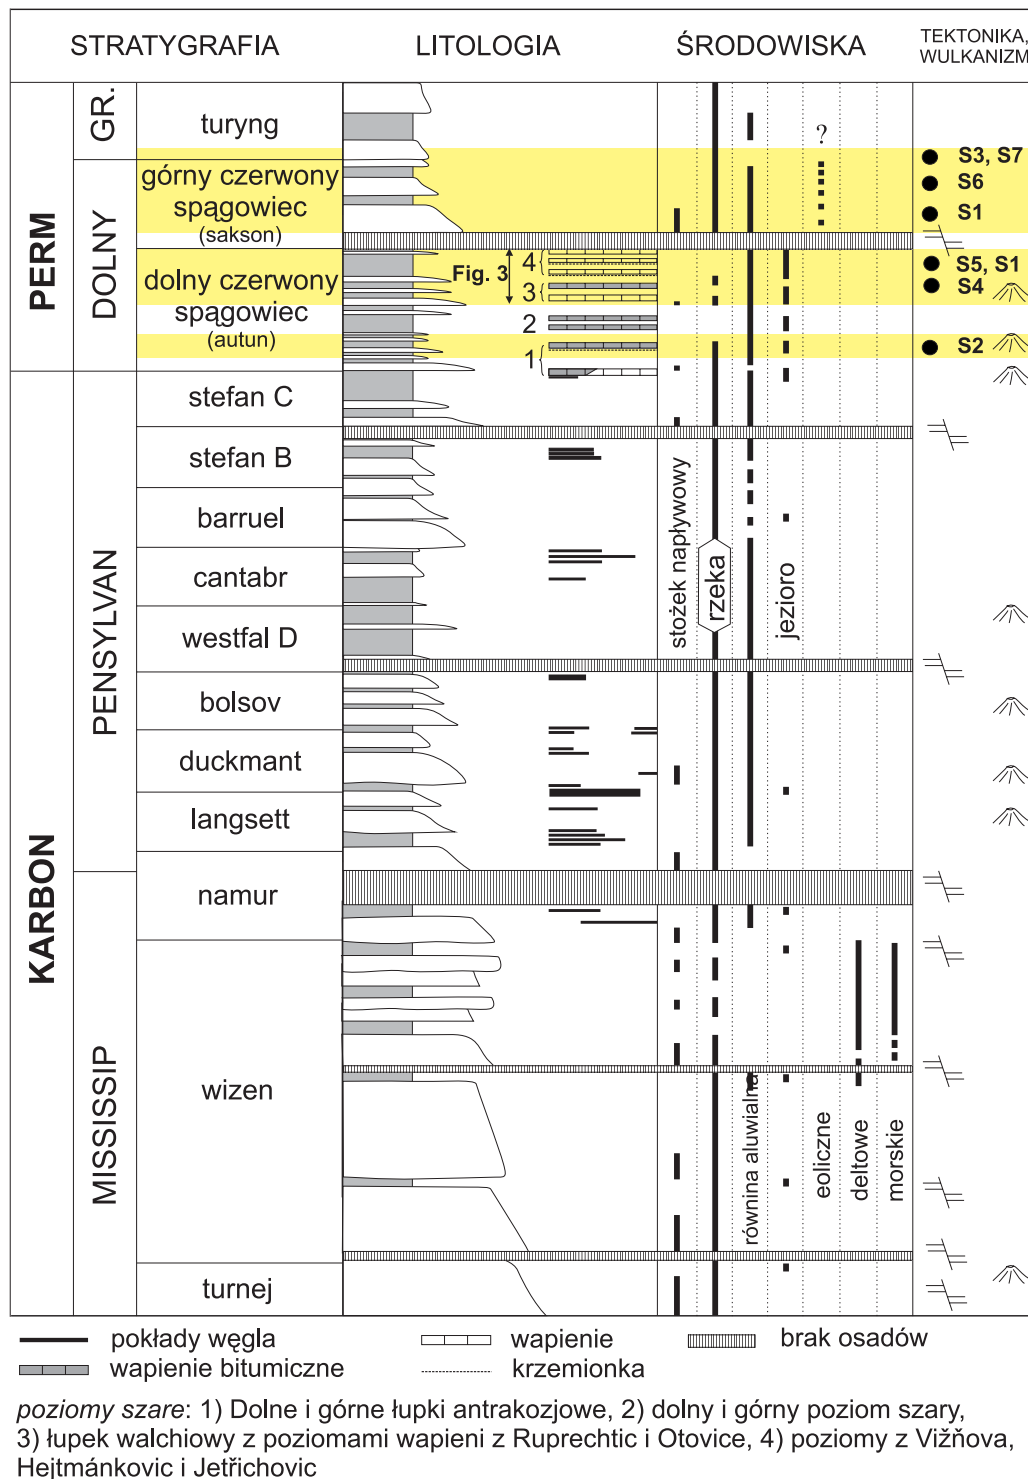 STRATYGRAFIA
LITOLOGIA
ŚRODOWISKA
TEKTONIKA,
WULKANIZM
PERM
GR.
DOLNY
turyng
górny czerwony
spągowiec
(sakson)
dolny czerwony
spągowiec
(autun)
?
S3, S7
S6
S1
Fig. 3
4
3
2
1
S5, S1
S4
S2
KARBON
PENSYLVAN
MISSISSIP
stefan C
stefan B
barruel
cantabr
westfal D
bolsov
duckmant
langsett
namur
wizen
turnej
stożek napływowy
rzeka
równina aluwialna
jezioro
eoliczne
deltowe
morskie
pokłady węgla
wapienie
brak osadów
wapienie bitumiczne
krzemionka
poziomy szare: 1) Dolne i górne łupki antrakozjowe, 2) dolny i górny poziom szary,
3) łupek walchiowy z poziomami wapieni z Ruprechtic i Otovice, 4) poziomy z Vižňova,
Hejtmánkovic i Jetřichovic